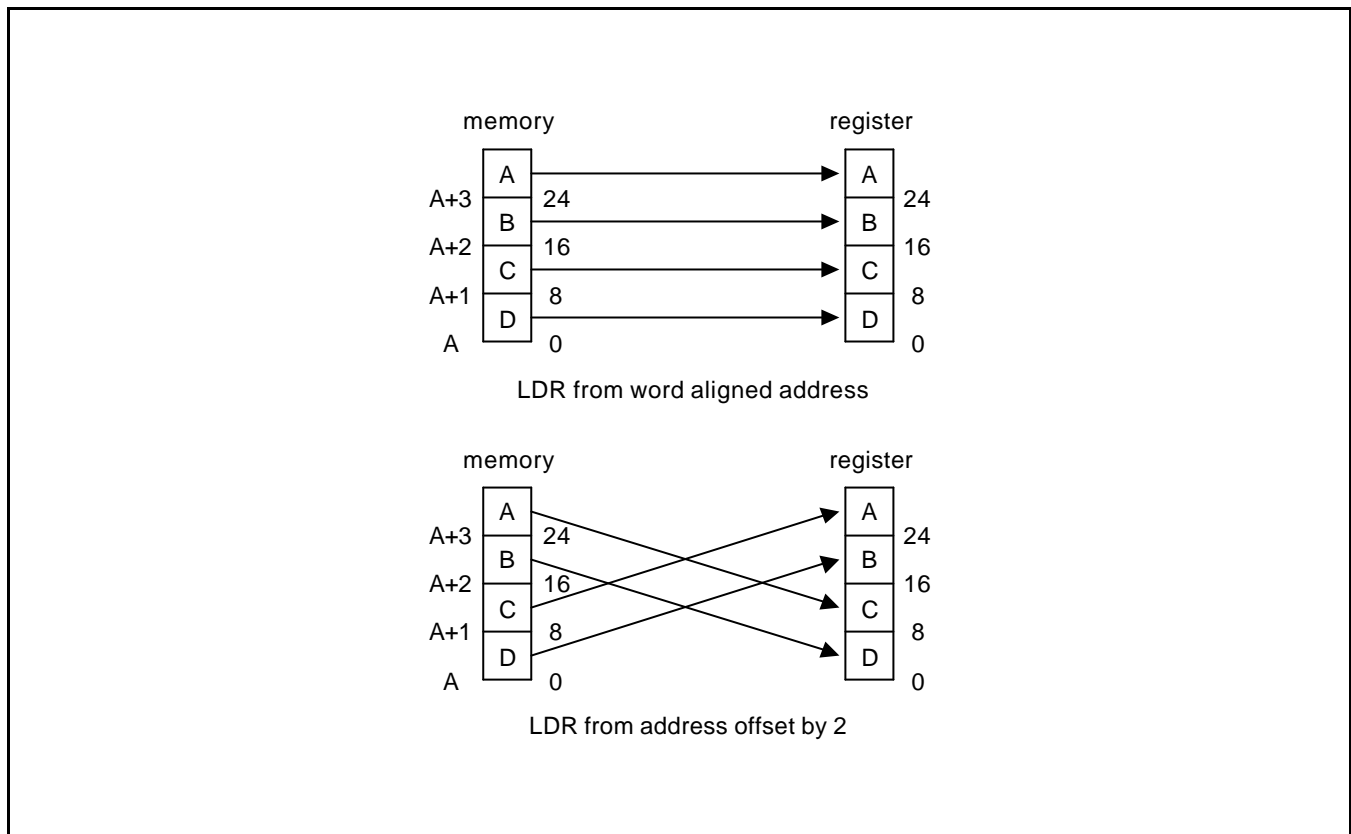 memory register
A A
A+3 24 24
B B
A+2 16 16
C C
A+1 8 8
D D
A 0 0
LDR from word aligned address
memory register
A A
A+3 24 24
B B
A+2 16 16
C C
A+1 8 8
D D
A 0 0
LDR from address offset by 2